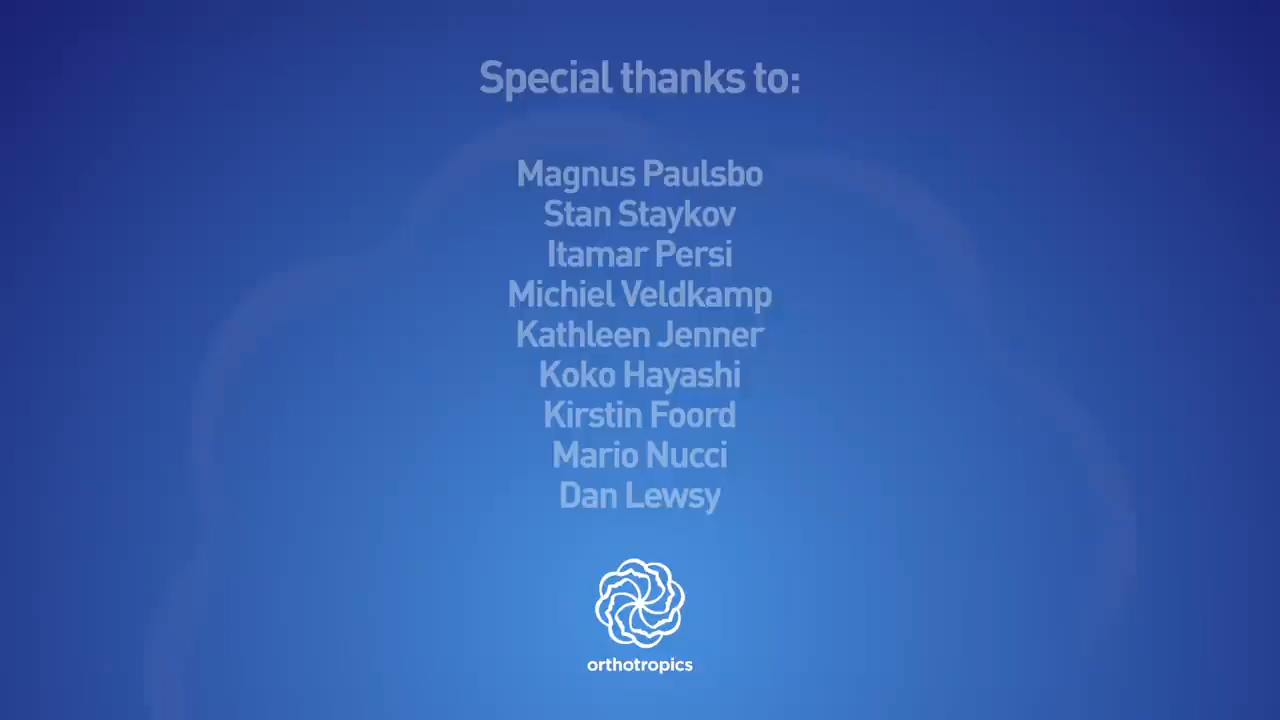 Special thanks to:
Magnus Paulsbo
Stan Staykov
Itamar Persi
Michiel Veldkamp
Kathleen Jenner
Koko Hayashi
Kirstin Foord
Mario Nucci
Dan Lewsy
orthotropics